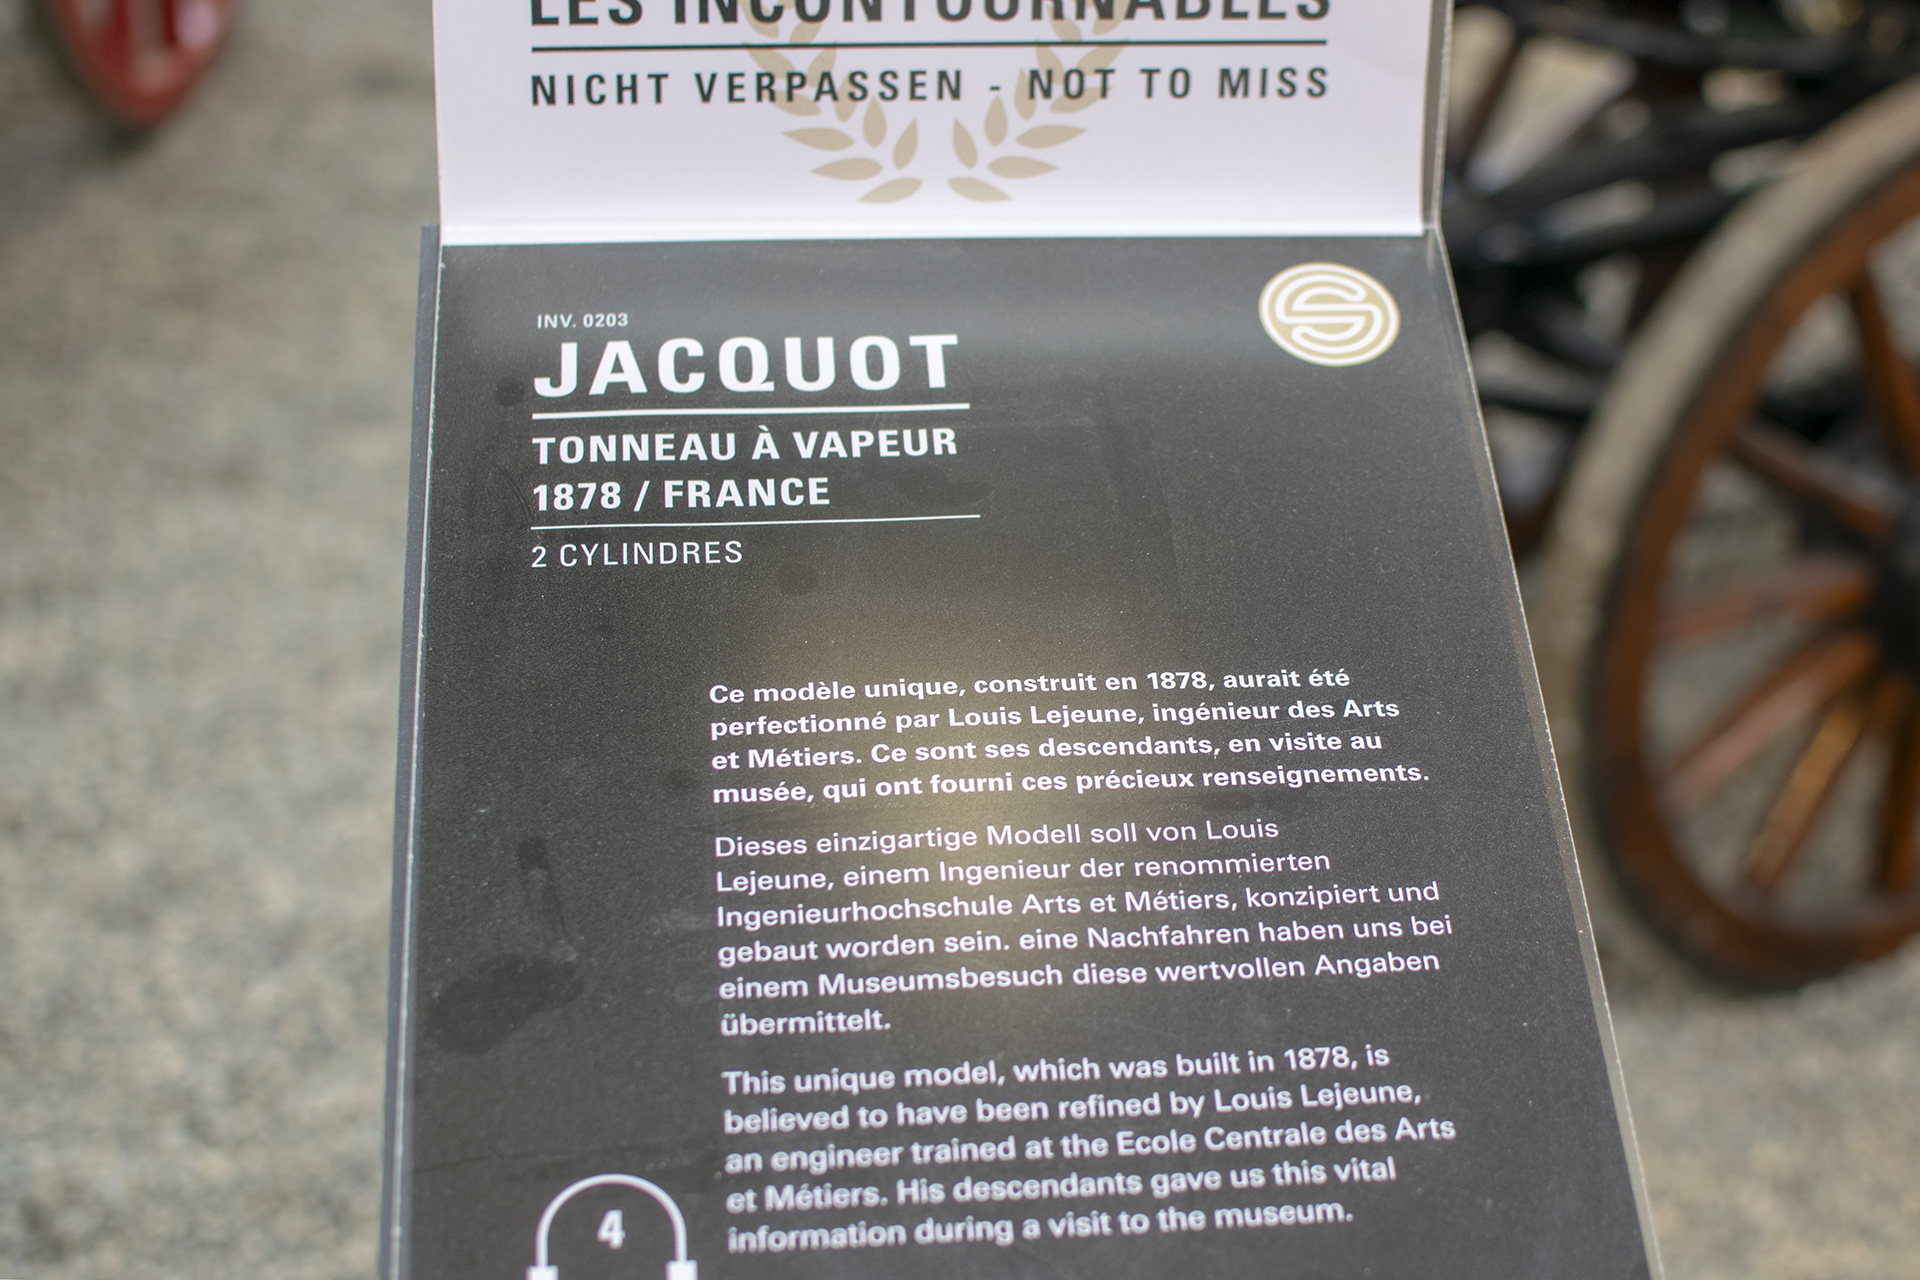 LES INCONTOURNABLES
NICHT VERPASSEN - NOT TO MISS
INV. 0203
JACQUOT
TONNEAU À VAPEUR
1878 / FRANCE
2 CYLINDRES
Ce modèle unique, construit en 1878, aurait été
perfectionné par Louis Lejeune, ingénieur des Arts
et Métiers. Ce sont ses descendants, en visite au
musée, qui ont fourni ces précieux renseignements.
Dieses einzigartige Modell soll von Louis
Lejeune, einem Ingenieur der renommierten
Ingenieurhochschule Arts et Métiers, konzipiert und
gebaut worden sein. eine Nachfahren haben uns bei
einem Museumsbesuch diese wertvollen Angaben
übermittelt.
This unique model, which was built in 1878, is
believed to have been refined by Louis Lejeune,
an engineer trained at the Ecole Centrale des Arts
et Métiers. His descendants gave us this vital
information during a visit to the museum.
4